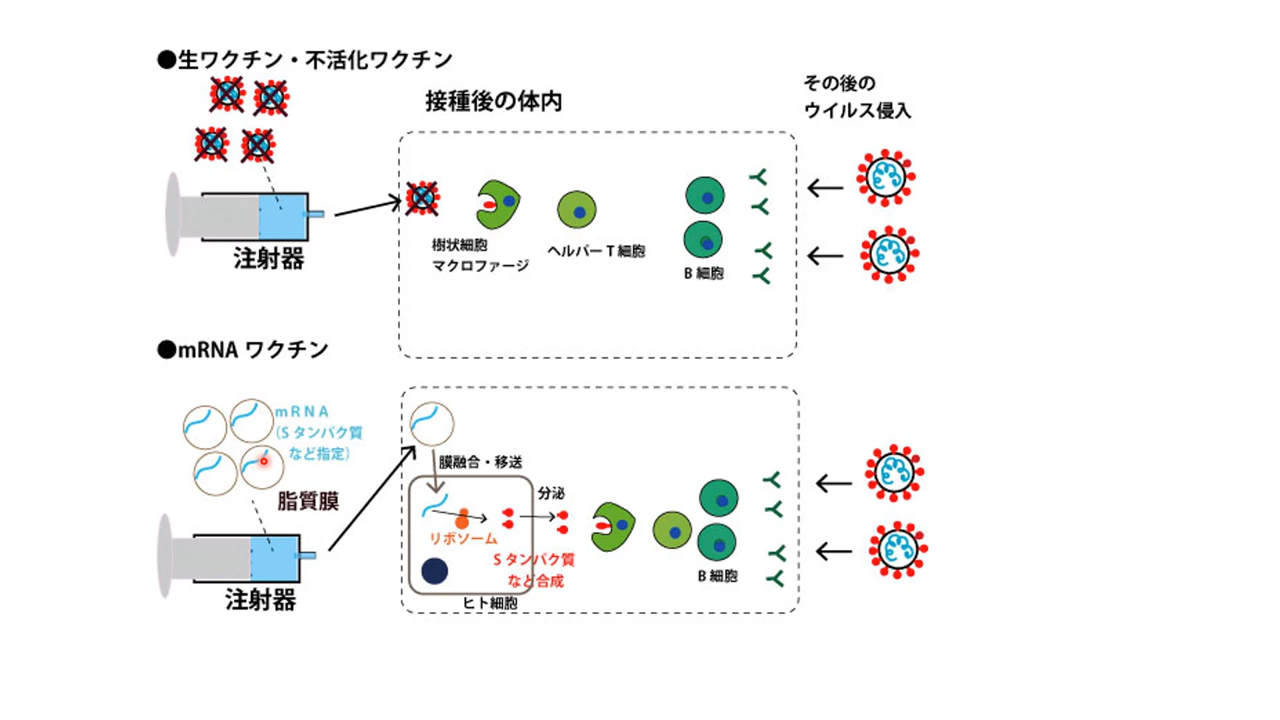 ●生ワクチン・不活化ワクチン
接種後の体内
その後の
ウイルス侵入
注射器
樹状細胞
マクロファージ
ヘルパーT細胞
B細胞
●mRNAワクチン
mRNA
(Sタンパク質
など指定)
脂質膜
注射器
膜融合・移送
分泌
リボソーム
Sタンパク質
など合成
ヒト細胞
B細胞